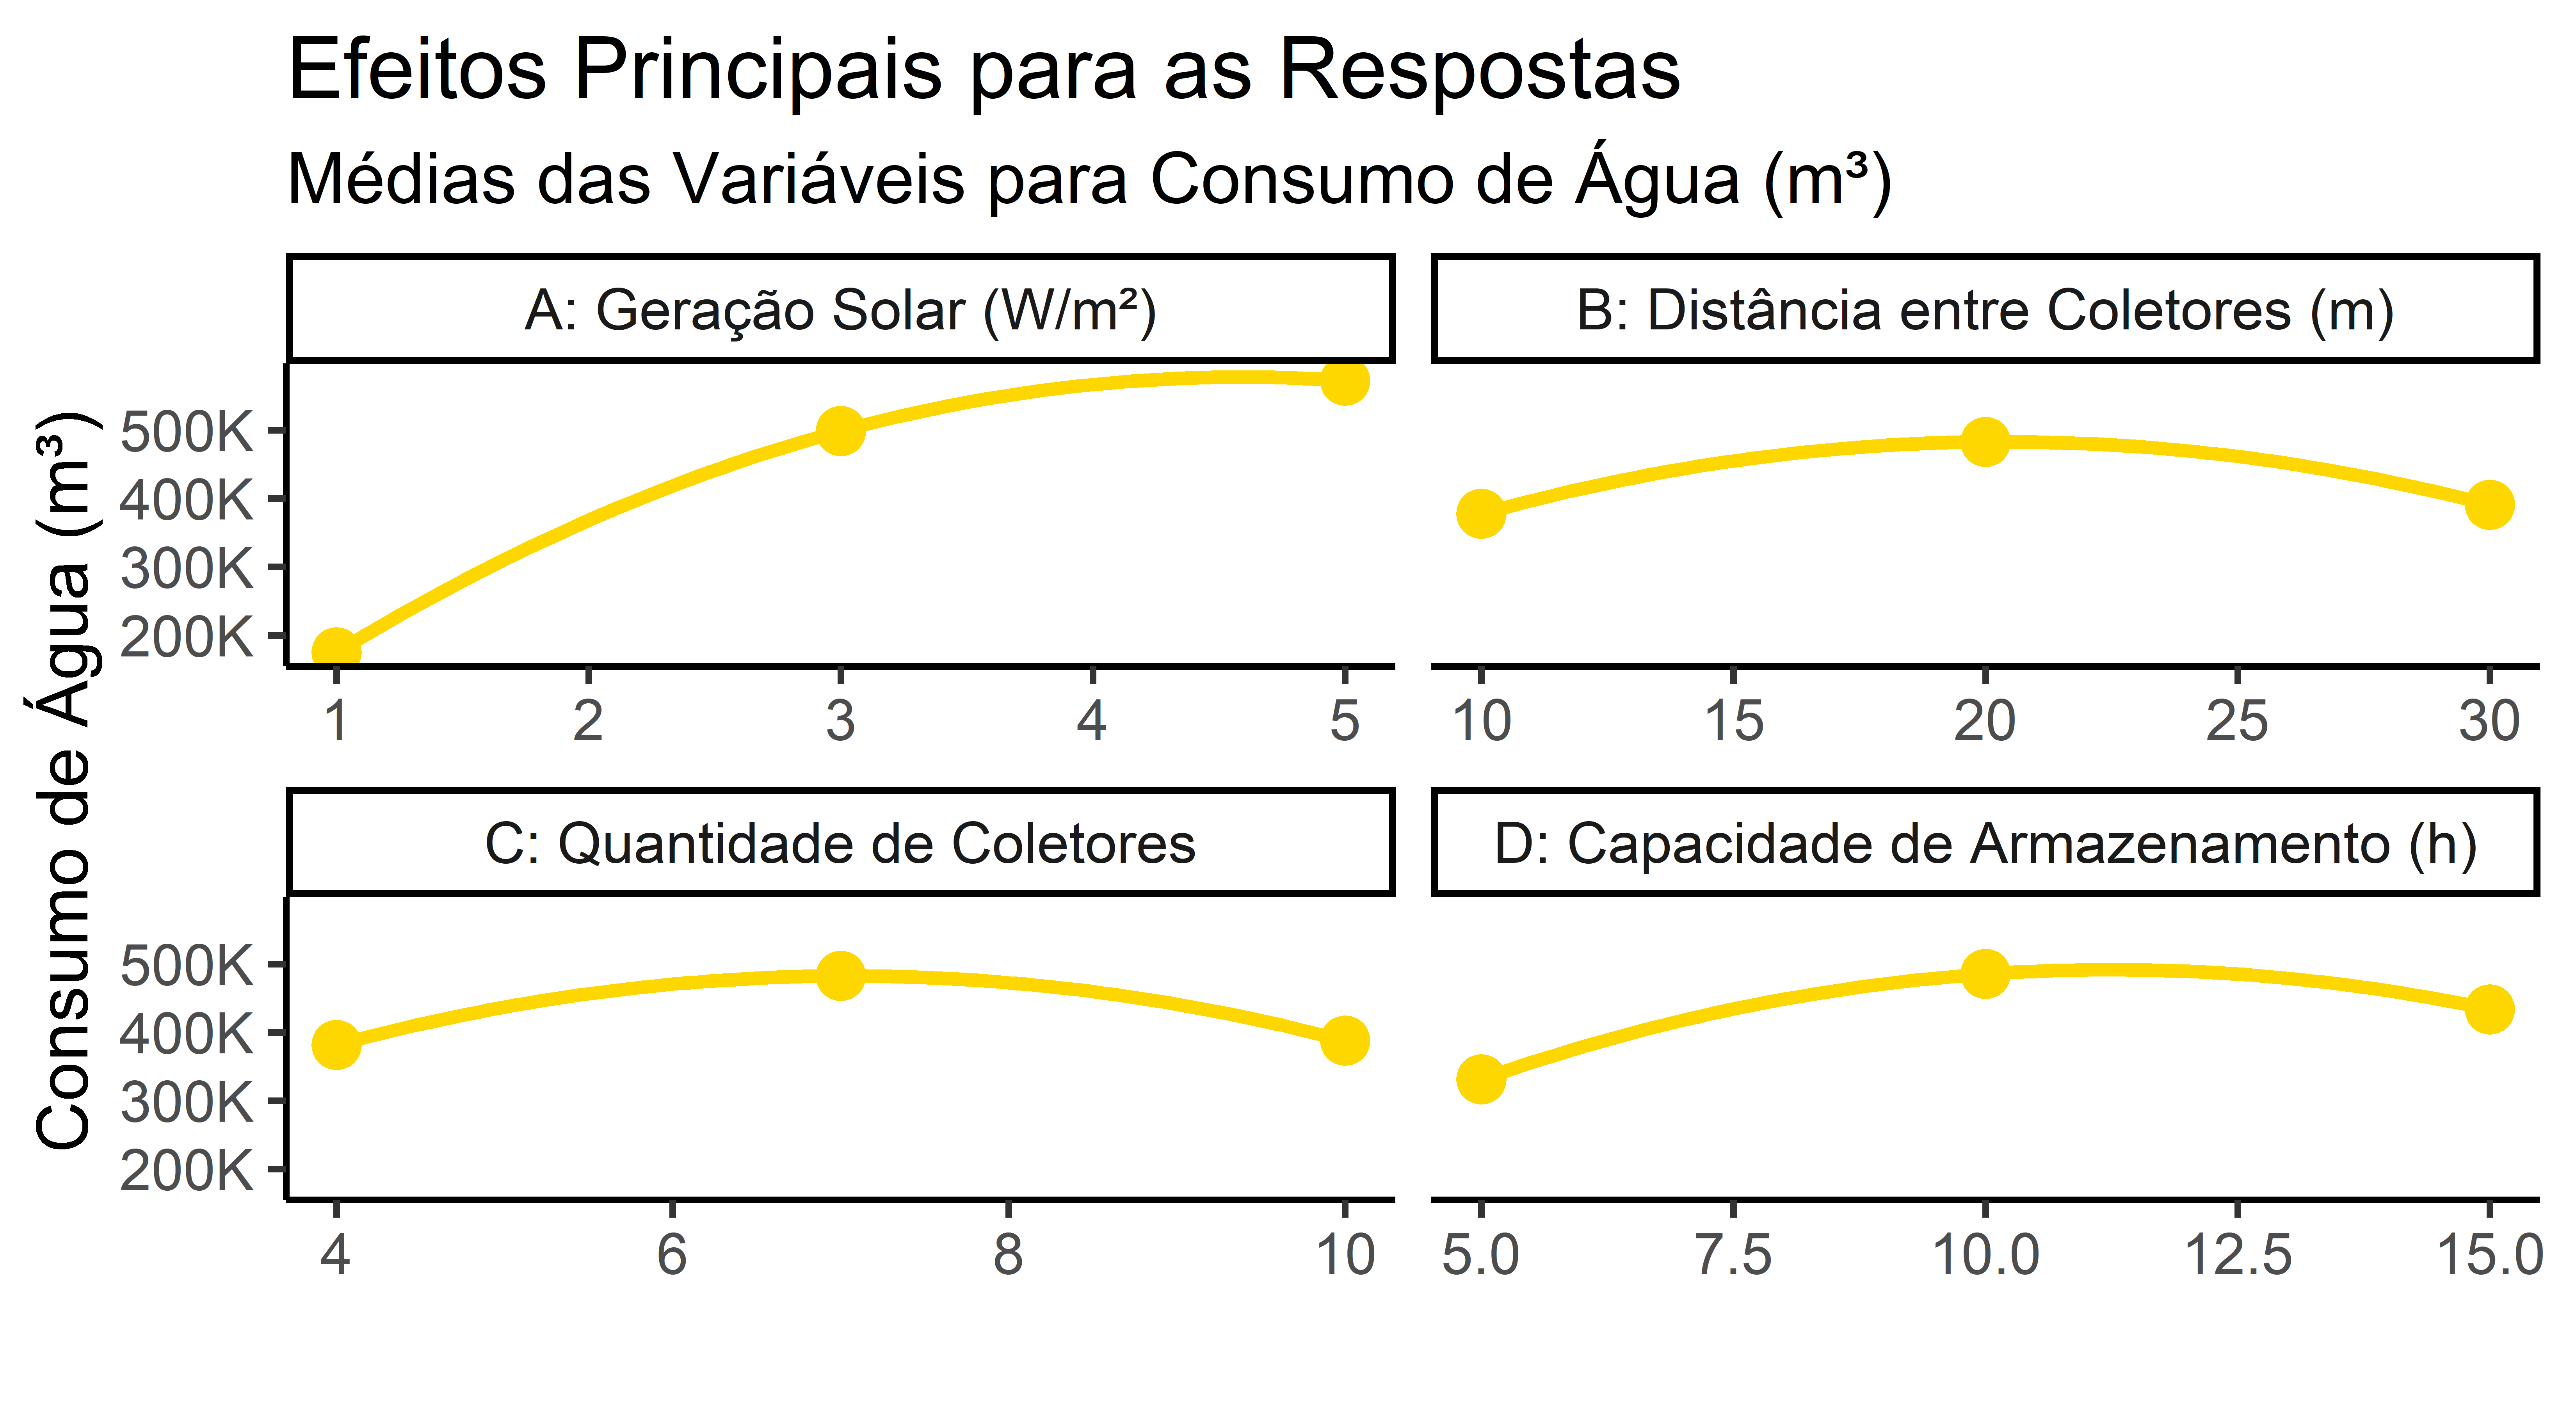 Efeitos Principais para as Respostas
Médias das Variáveis para Consumo de Água (m³)
Consumo de Água (m³)
A: Geração Solar (W/m²)
500K
400K
300K
200K
1 2 3 4 5
B: Distância entre Coletores (m)
10 15 20 25 30
C: Quantidade de Coletores
500K
400K
300K
200K
4 6 8 10
D: Capacidade de Armazenamento (h)
5.0 7.5 10.0 12.5 15.0